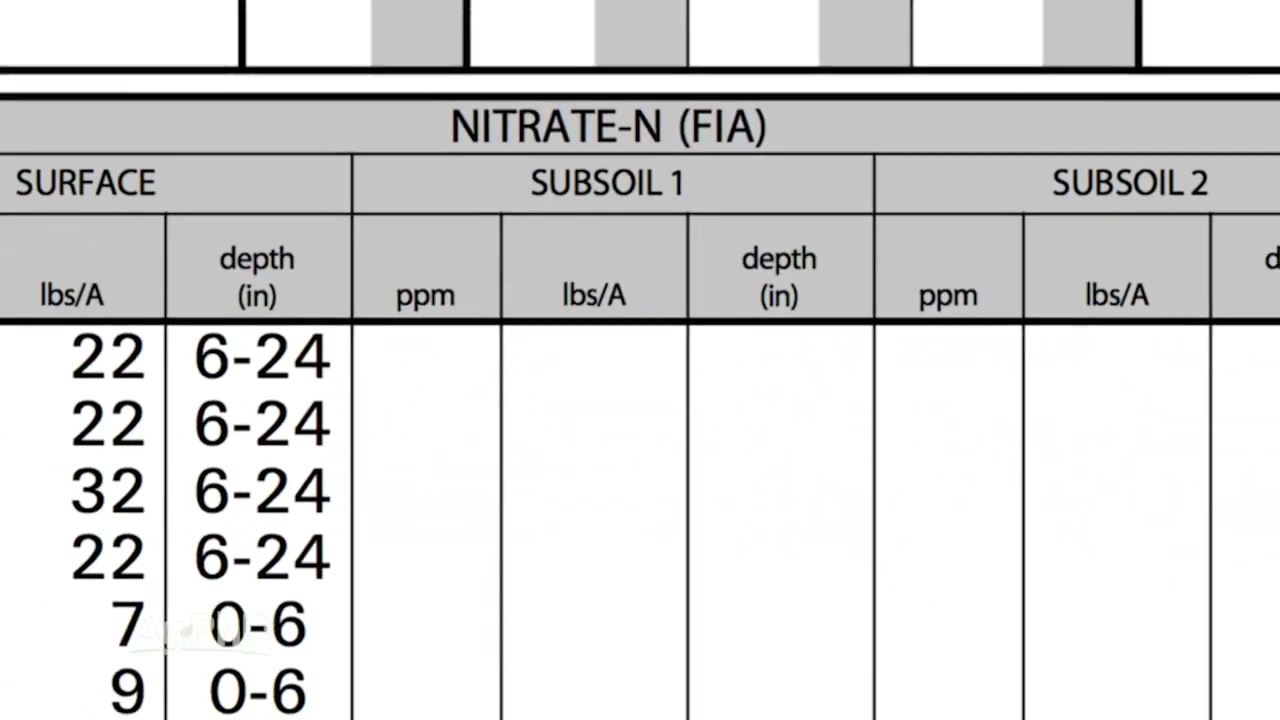 NITRATE-N (FIA)
SURFACE SUBSOIL 1 SUBSOIL 2
lbs/A depth (in) ppm lbs/A depth (in) ppm lbs/A
22 6-24
22 6-24
32 6-24
22 6-24
7 0-6
9 0-6